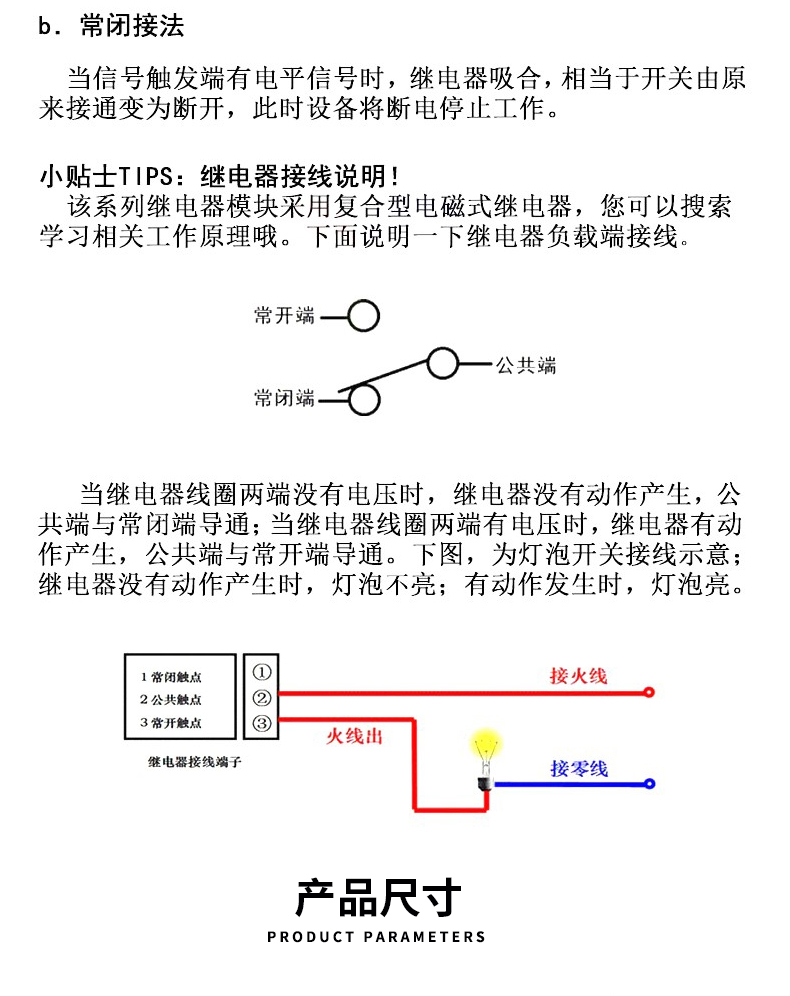 b. 常闭接法
当信号触发端有电平信号时，继电器吸合，相当于开关由原
来接通变为断开，此时设备将断电停止工作。
小贴士TIPS：继电器接线说明！
该系列继电器模块采用复合型电磁式继电器，您可以搜索
学习相关工作原理哦。下面说明一下继电器负载端接线。
常开端
公共端
常闭端
当继电器线圈两端没有电压时，继电器没有动作产生，公
共端与常闭端导通；当继电器线圈两端有电压时，继电器有动
作产生，公共端与常开端导通。下图，为灯泡开关接线示意；
继电器没有动作产生时，灯泡不亮；有动作发生时，灯泡亮。
1 常闭触点 ①
2 公共触点 ②
3 常开触点 ③
接火线
火线出
继电器接线端子
接零线
产品尺寸
PRODUCT PARAMETERS